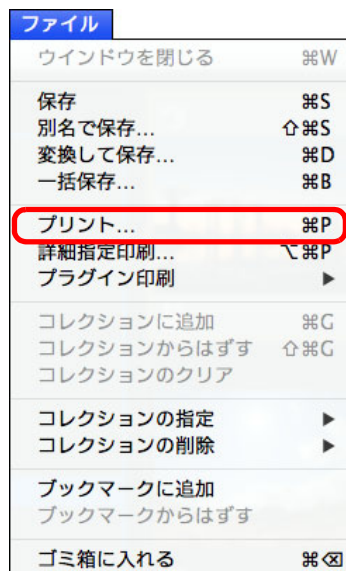 ファイル
ウインドウを閉じる ⌘W
保存 ⌘S
別名で保存... ⇧⌘S
変換して保存... ⌘D
一括保存... ⌘B
プリント... ⌘P
詳細指定印刷... ⌥⌘P
プラグイン印刷 ▶
コレクションに追加 ⌘G
コレクションからはずす ⇧⌘G
コレクションのクリア
コレクションの指定 ▶
コレクションの削除 ▶
ブックマークに追加
ブックマークからはずす
ゴミ箱に入れる ⌘⌫